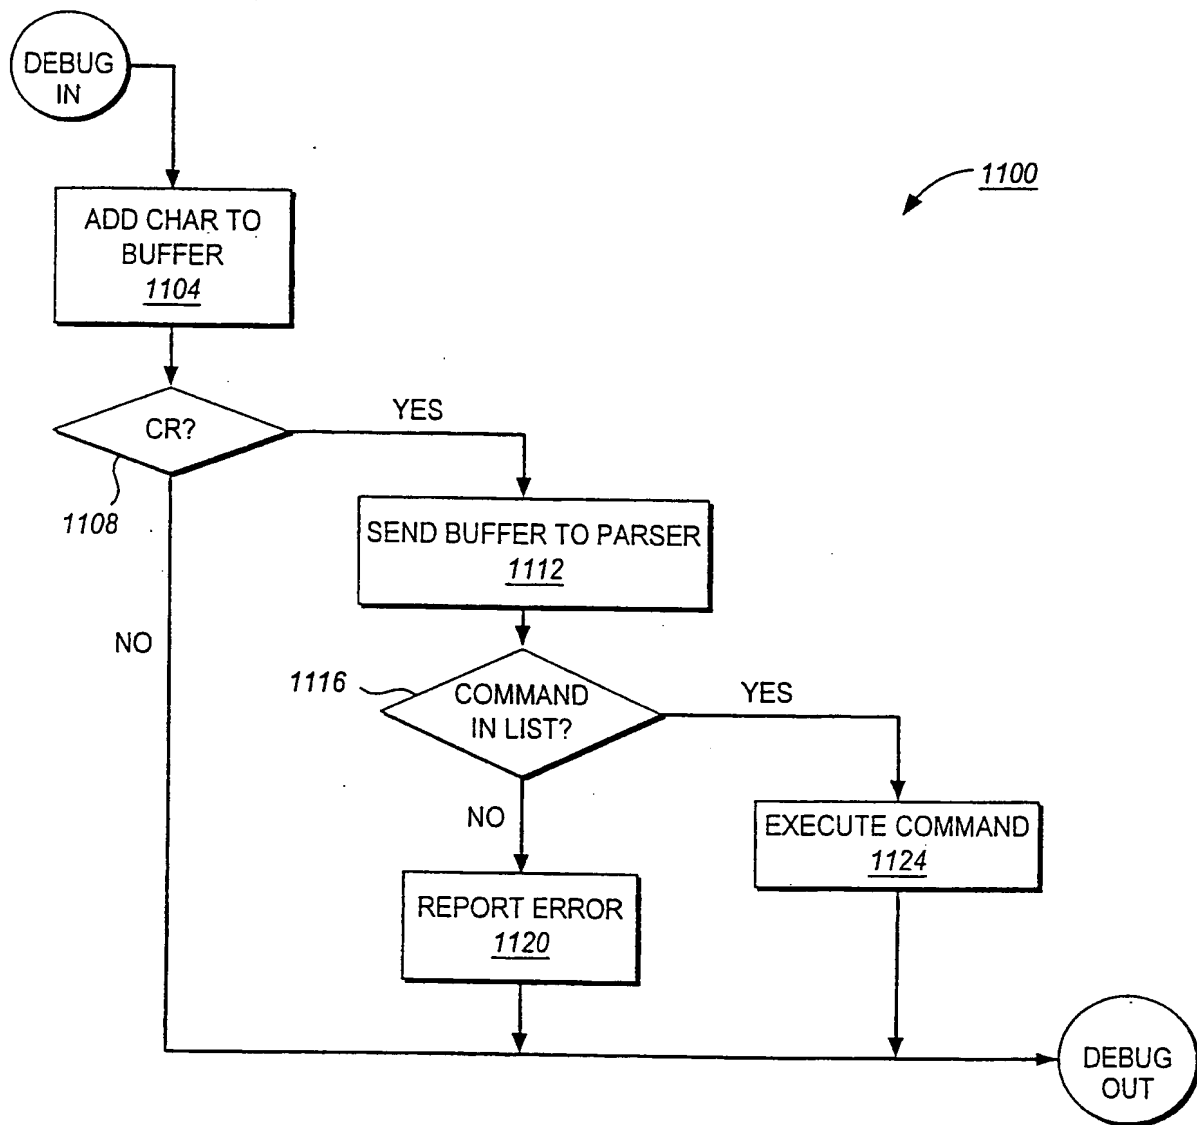 DEBUG
IN
1100
ADD CHAR TO
BUFFER
1104
CR?
YES
1108
SEND BUFFER TO PARSER
1112
NO
1116
COMMAND
IN LIST?
YES
NO
EXECUTE COMMAND
1124
REPORT ERROR
1120
DEBUG
OUT